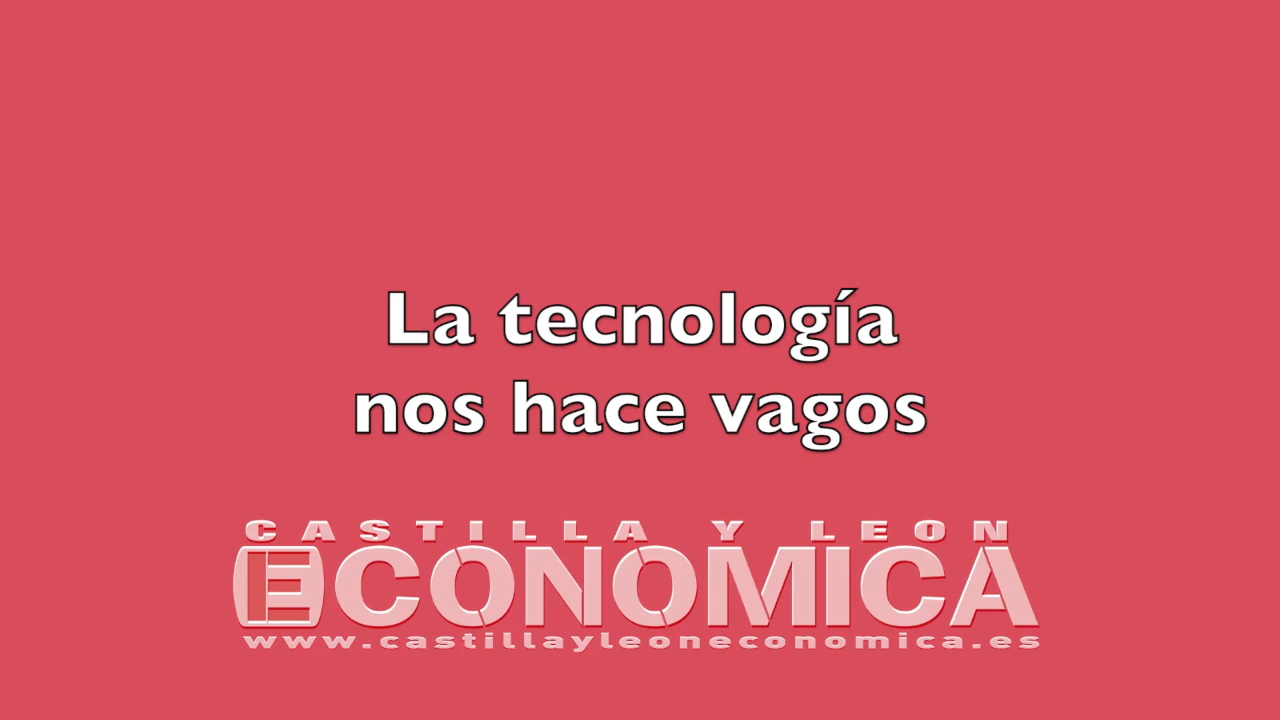 La tecnología
nos hace vagos
CASTILLA Y LEON
ECONOMICA
www.castillayleoneconomica.es